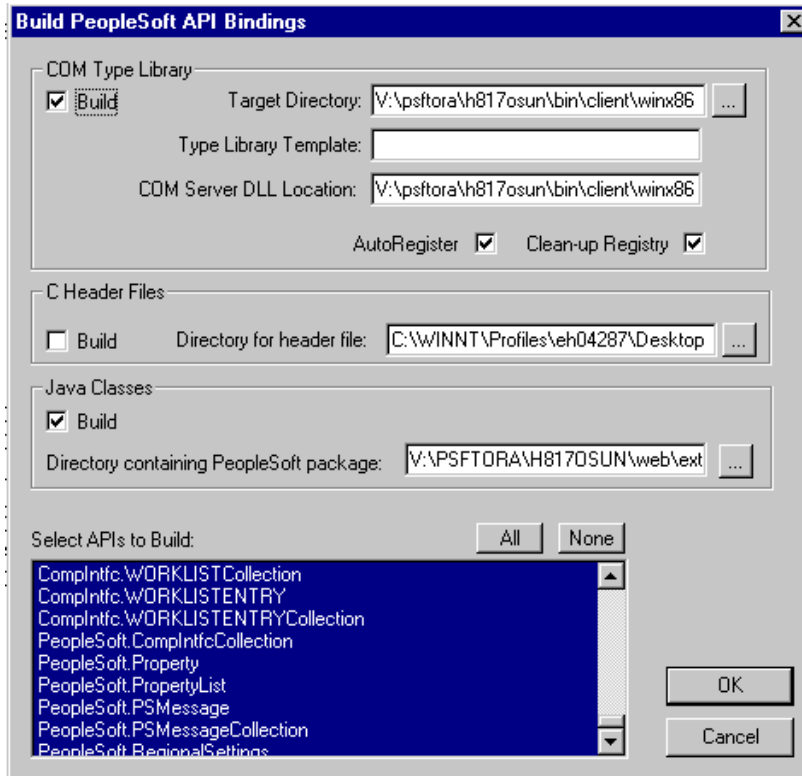 Build PeopleSoft API Bindings
COM Type Library
Build Target Directory: V:\psftora\h817osun\bin\client\winx86 ...
Type Library Template:
COM Server DLL Location: V:\psftora\h817osun\bin\client\winx86
AutoRegister Clean-up Registry
C Header Files
Build Directory for header file: C:\WINNT\Profiles\eh04287\Desktop ...
Java Classes
Build
Directory containing PeopleSoft package: V:\PSFTORA\H817OSUN\web\ext ...
Select APIs to Build: All None
CompIntfc.WORKLISTCollection
CompIntfc.WORKLISTENTRY
CompIntfc.WORKLISTENTRYCollection
PeopleSoft.CompIntfcCollection
PeopleSoft.Property
PeopleSoft.PropertyList
PeopleSoft.PSMessage
PeopleSoft.PSMessageCollection
PeopleSoft.RegionalSettings
OK
Cancel